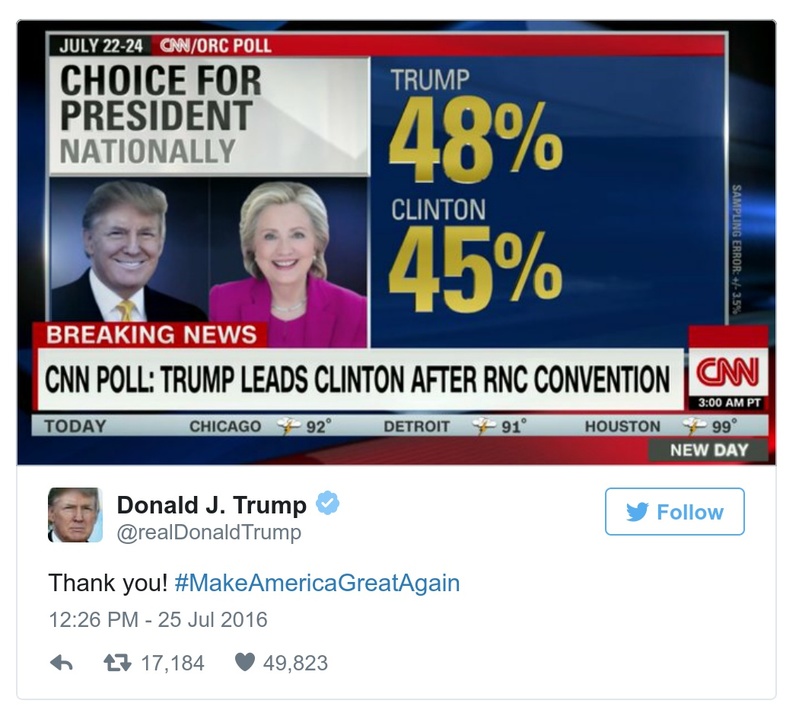 JULY 22-24 CNN/ORC POLL
CHOICE FOR
PRESIDENT
NATIONALLY
TRUMP
48%
CLINTON
45%
SAMPLING ERROR: +/- 3.5%
BREAKING NEWS
CNN POLL: TRUMP LEADS CLINTON AFTER RNC CONVENTION
CNN
3:00 AM PT
TODAY CHICAGO 92° DETROIT 91° HOUSTON 99°
NEW DAY
Donald J. Trump
@realDonaldTrump
Follow
Thank you! #MakeAmericaGreatAgain
12:26 PM - 25 Jul 2016
17,184 49,823